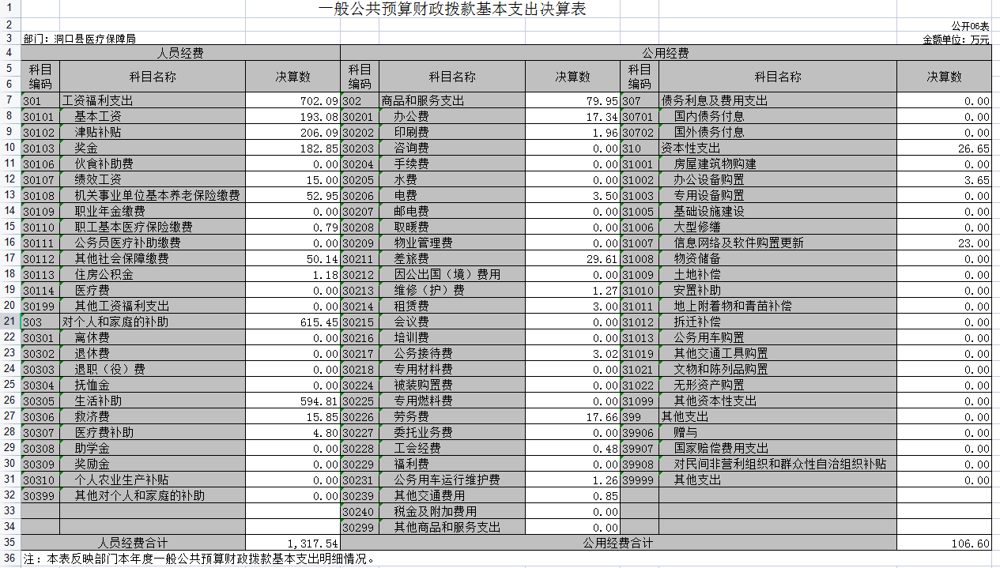 一般公共预算财政拨款基本支出决算表
公开06表
部门：洞口县医疗保障局 金额单位：万元
人员经费 公用经费
科目编码 科目名称 决算数 科目编码 科目名称 决算数 科目编码 科目名称 决算数
301 工资福利支出 702.09 302 商品和服务支出 79.95 307 债务利息及费用支出 0.00
30101 基本工资 193.08 30201 办公费 17.34 30701 国内债务付息 0.00
30102 津贴补贴 206.09 30202 印刷费 1.96 30702 国外债务付息 0.00
30103 奖金 182.85 30203 咨询费 0.00 310 资本性支出 26.65
30106 伙食补助费 0.00 30204 手续费 0.00 31001 房屋建筑物购建 0.00
30107 绩效工资 15.00 30205 水费 0.00 31002 办公设备购置 3.65
30108 机关事业单位基本养老保险缴费 52.95 30206 电费 3.50 31003 专用设备购置 0.00
30109 职业年金缴费 0.00 30207 邮电费 0.00 31005 基础设施建设 0.00
30110 职工基本医疗保险缴费 0.79 30208 取暖费 0.00 31006 大型修缮 0.00
30111 公务员医疗补助缴费 0.00 30209 物业管理费 0.00 31007 信息网络及软件购置更新 23.00
30112 其他社会保障缴费 50.14 30211 差旅费 29.61 31008 物资储备 0.00
30113 住房公积金 1.18 30212 因公出国（境）费用 0.00 31009 土地补偿 0.00
30114 医疗费 0.00 30213 维修（护）费 1.27 31010 安置补助 0.00
30199 其他工资福利支出 0.00 30214 租赁费 3.00 31011 地上附着物和青苗补偿 0.00
303 对个人和家庭的补助 615.45 30215 会议费 0.00 31012 拆迁补偿 0.00
30301 离休费 0.00 30216 培训费 0.00 31013 公务用车购置 0.00
30302 退休费 0.00 30217 公务接待费 3.02 31019 其他交通工具购置 0.00
30303 退职（役）费 0.00 30218 专用材料费 0.00 31021 文物和陈列品购置 0.00
30304 抚恤金 0.00 30224 被装购置费 0.00 31022 无形资产购置 0.00
30305 生活补助 594.81 30225 专用燃料费 0.00 31099 其他资本性支出 0.00
30306 救济费 15.85 30226 劳务费 17.66 399 其他支出 0.00
30307 医疗费补助 4.80 30227 委托业务费 0.00 39906 赠与 0.00
30308 助学金 0.00 30228 工会经费 0.48 39907 国家赔偿费用支出 0.00
30309 奖励金 0.00 30229 福利费 0.00 39908 对民间非营利组织和群众性自治组织补贴 0.00
30310 个人农业生产补贴 0.00 30231 公务用车运行维护费 1.26 39999 其他支出 0.00
30399 其他对个人和家庭的补助 0.00 30239 其他交通费用 0.85
30240 税金及附加费用 0.00
30299 其他商品和服务支出 0.00
人员经费合计 1,317.54 公用经费合计 106.60
注：本表反映部门本年度一般公共预算财政拨款基本支出明细情况。